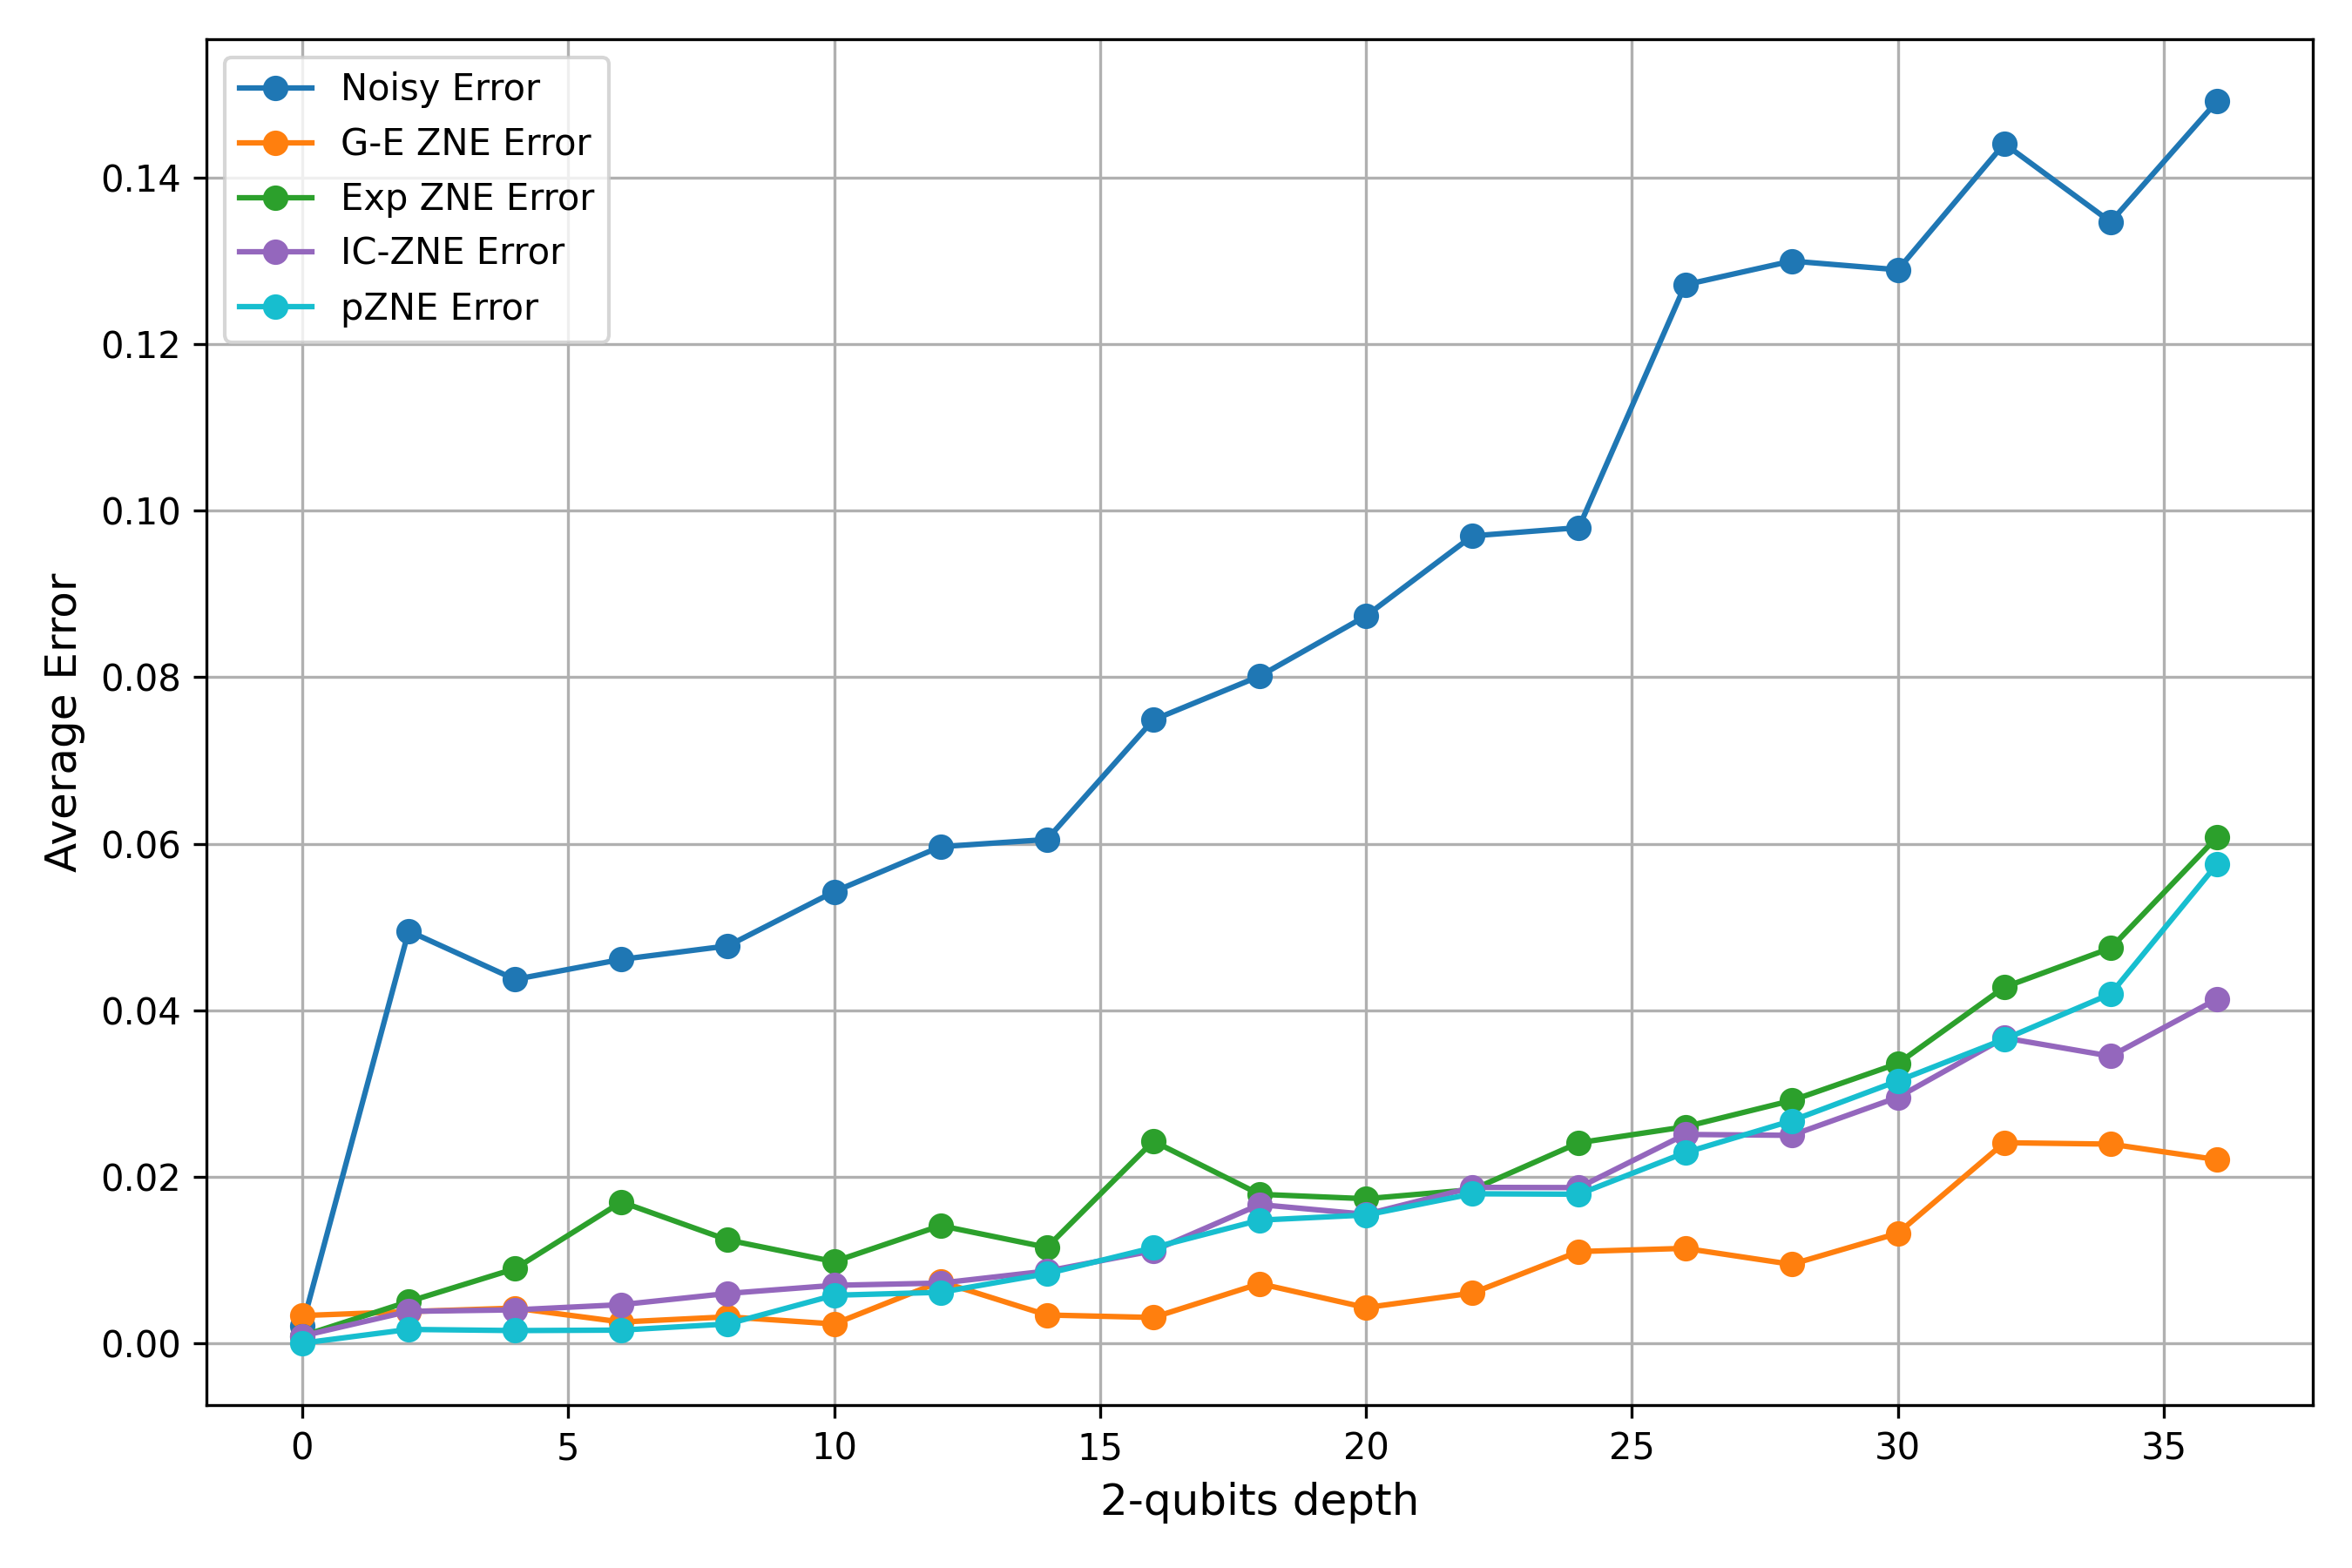 Noisy Error
G-E ZNE Error
Exp ZNE Error
IC-ZNE Error
pZNE Error
0.14
0.12
0.10
0.08
0.06
0.04
0.02
0.00
Average Error
0 5 10 15 20 25 30 35
2-qubits depth